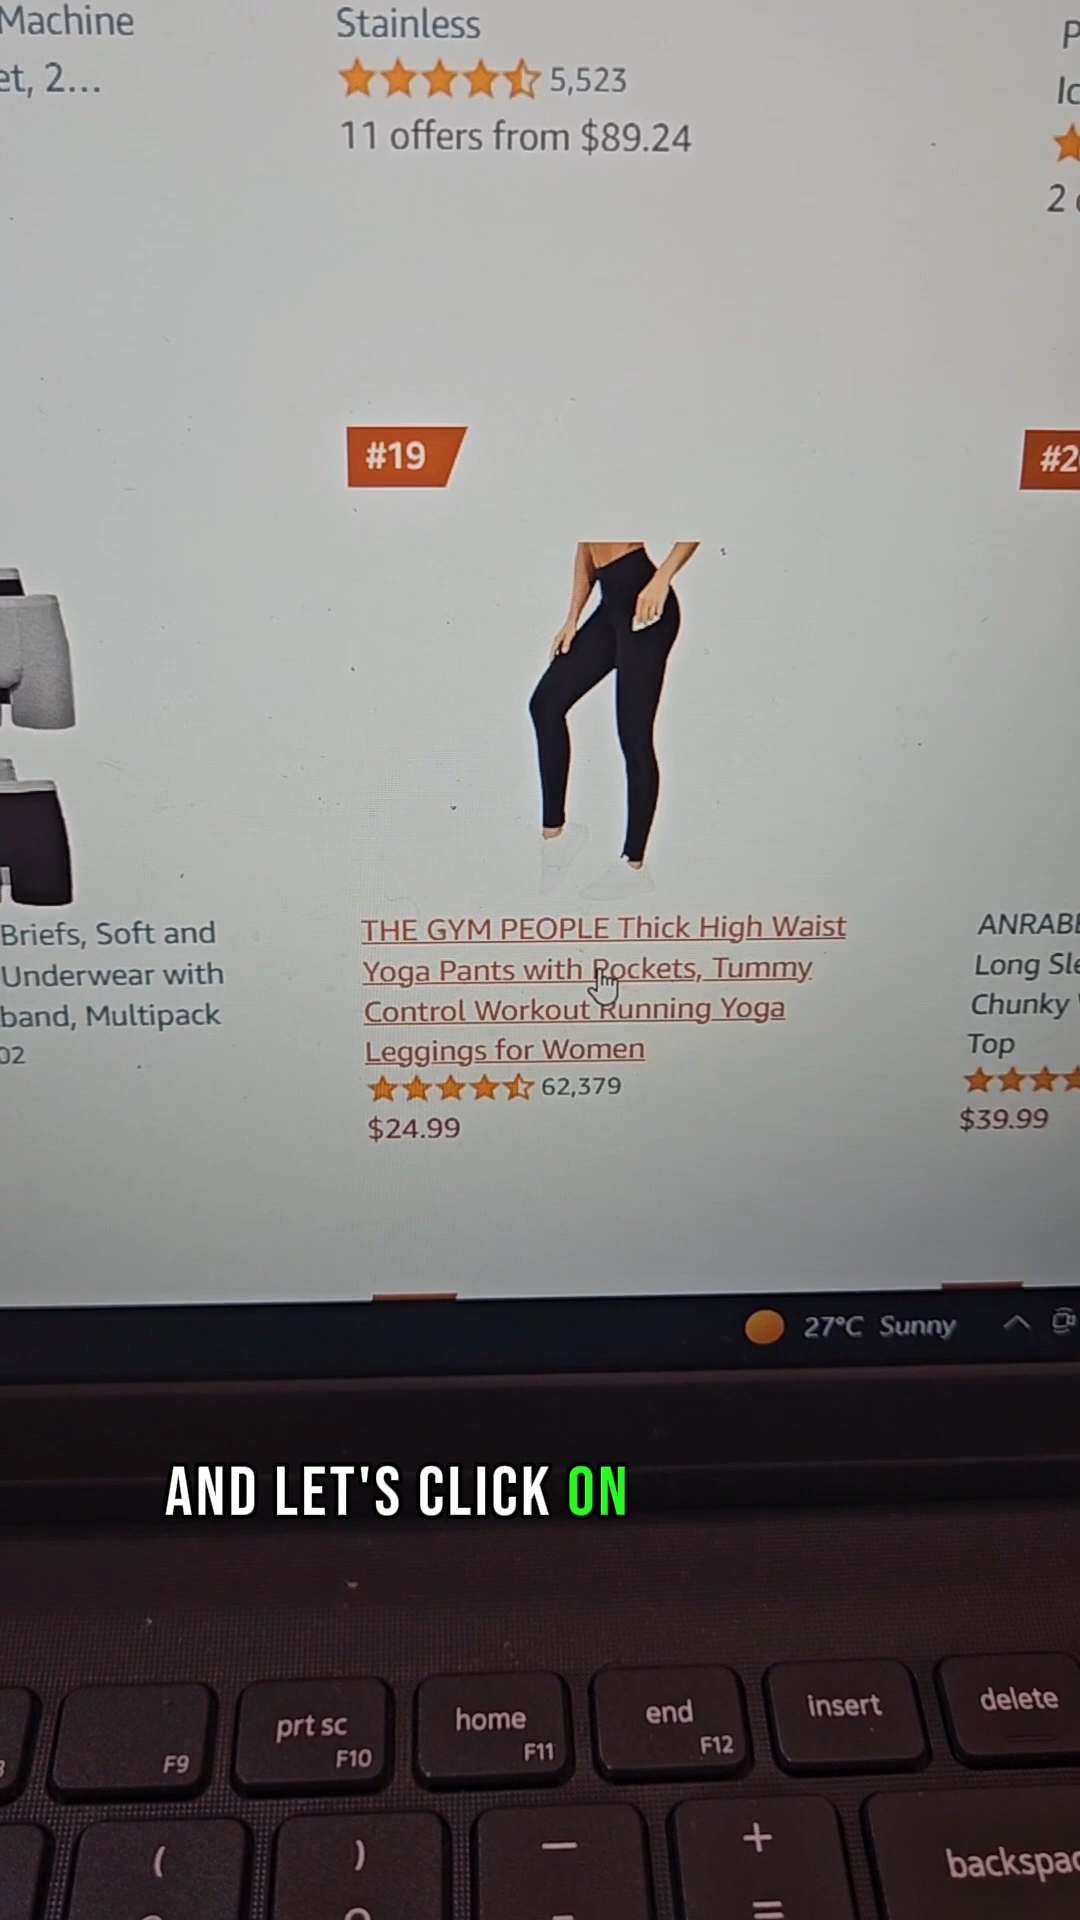 Machine
et, 2...
Stainless
5,523
11 offers from $89.24
2
#19
#2
Briefs, Soft and
Underwear with
band, Multipack
02
THE GYM PEOPLE Thick High Waist
Yoga Pants with Pockets, Tummy
Control Workout Running Yoga
Leggings for Women
62,379
$24.99
ANRABE
Long Sle
Chunky
Top
$39.99
27°C Sunny
AND LET'S CLICK ON
F9
prt sc
F10
home
F11
end
F12
insert
delete
(
)
—
+
=
backspac